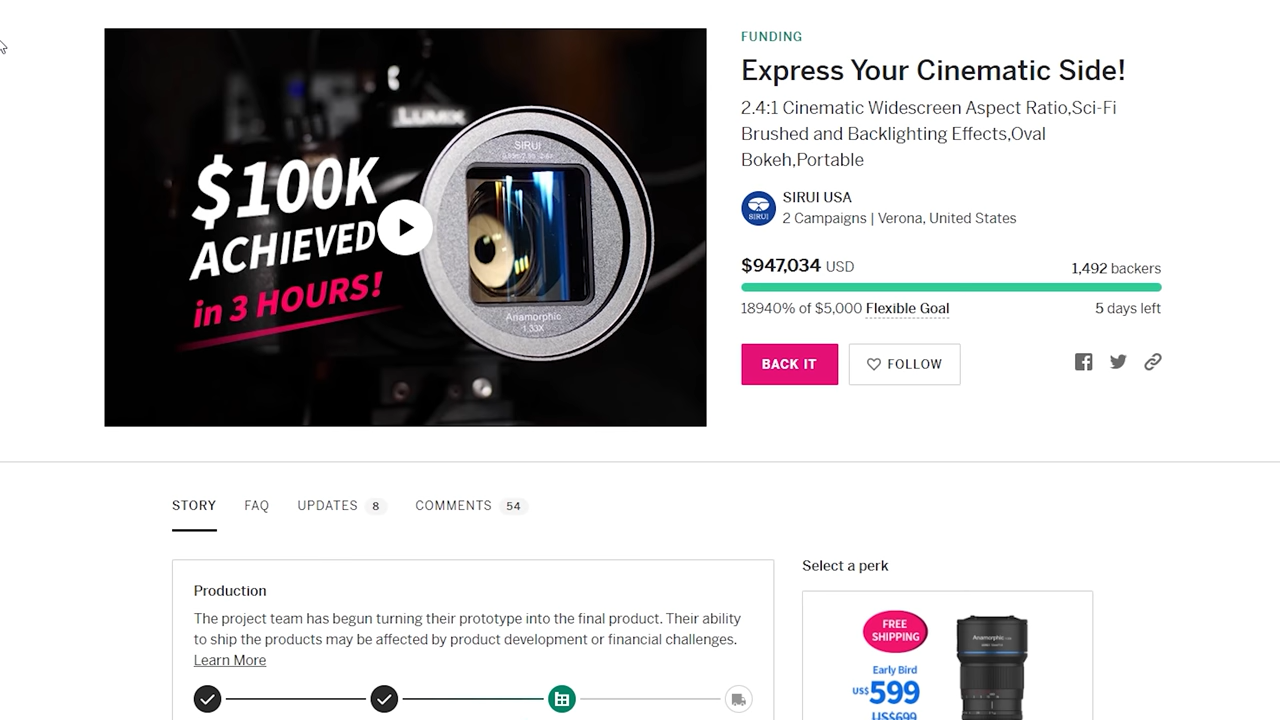 FUNDING
Express Your Cinematic Side!
2.4:1 Cinematic Widescreen Aspect Ratio,Sci-Fi
Brushed and Backlighting Effects,Oval
Bokeh,Portable
SIRUI
SIRUI USA
2 Campaigns | Verona, United States
$947,034 USD
1,492 backers
18940% of $5,000 Flexible Goal
5 days left
BACK IT
FOLLOW
LUMIX
$100K
ACHIEVED
in 3 HOURS!
SIRUI
Anamorphic
1.33X
STORY
FAQ
UPDATES 8
COMMENTS 54
Production
The project team has begun turning their prototype into the final product. Their ability
to ship the products may be affected by product development or financial challenges.
Learn More
Select a perk
FREE
SHIPPING
Early Bird
US$599
US$699
Anamorphic